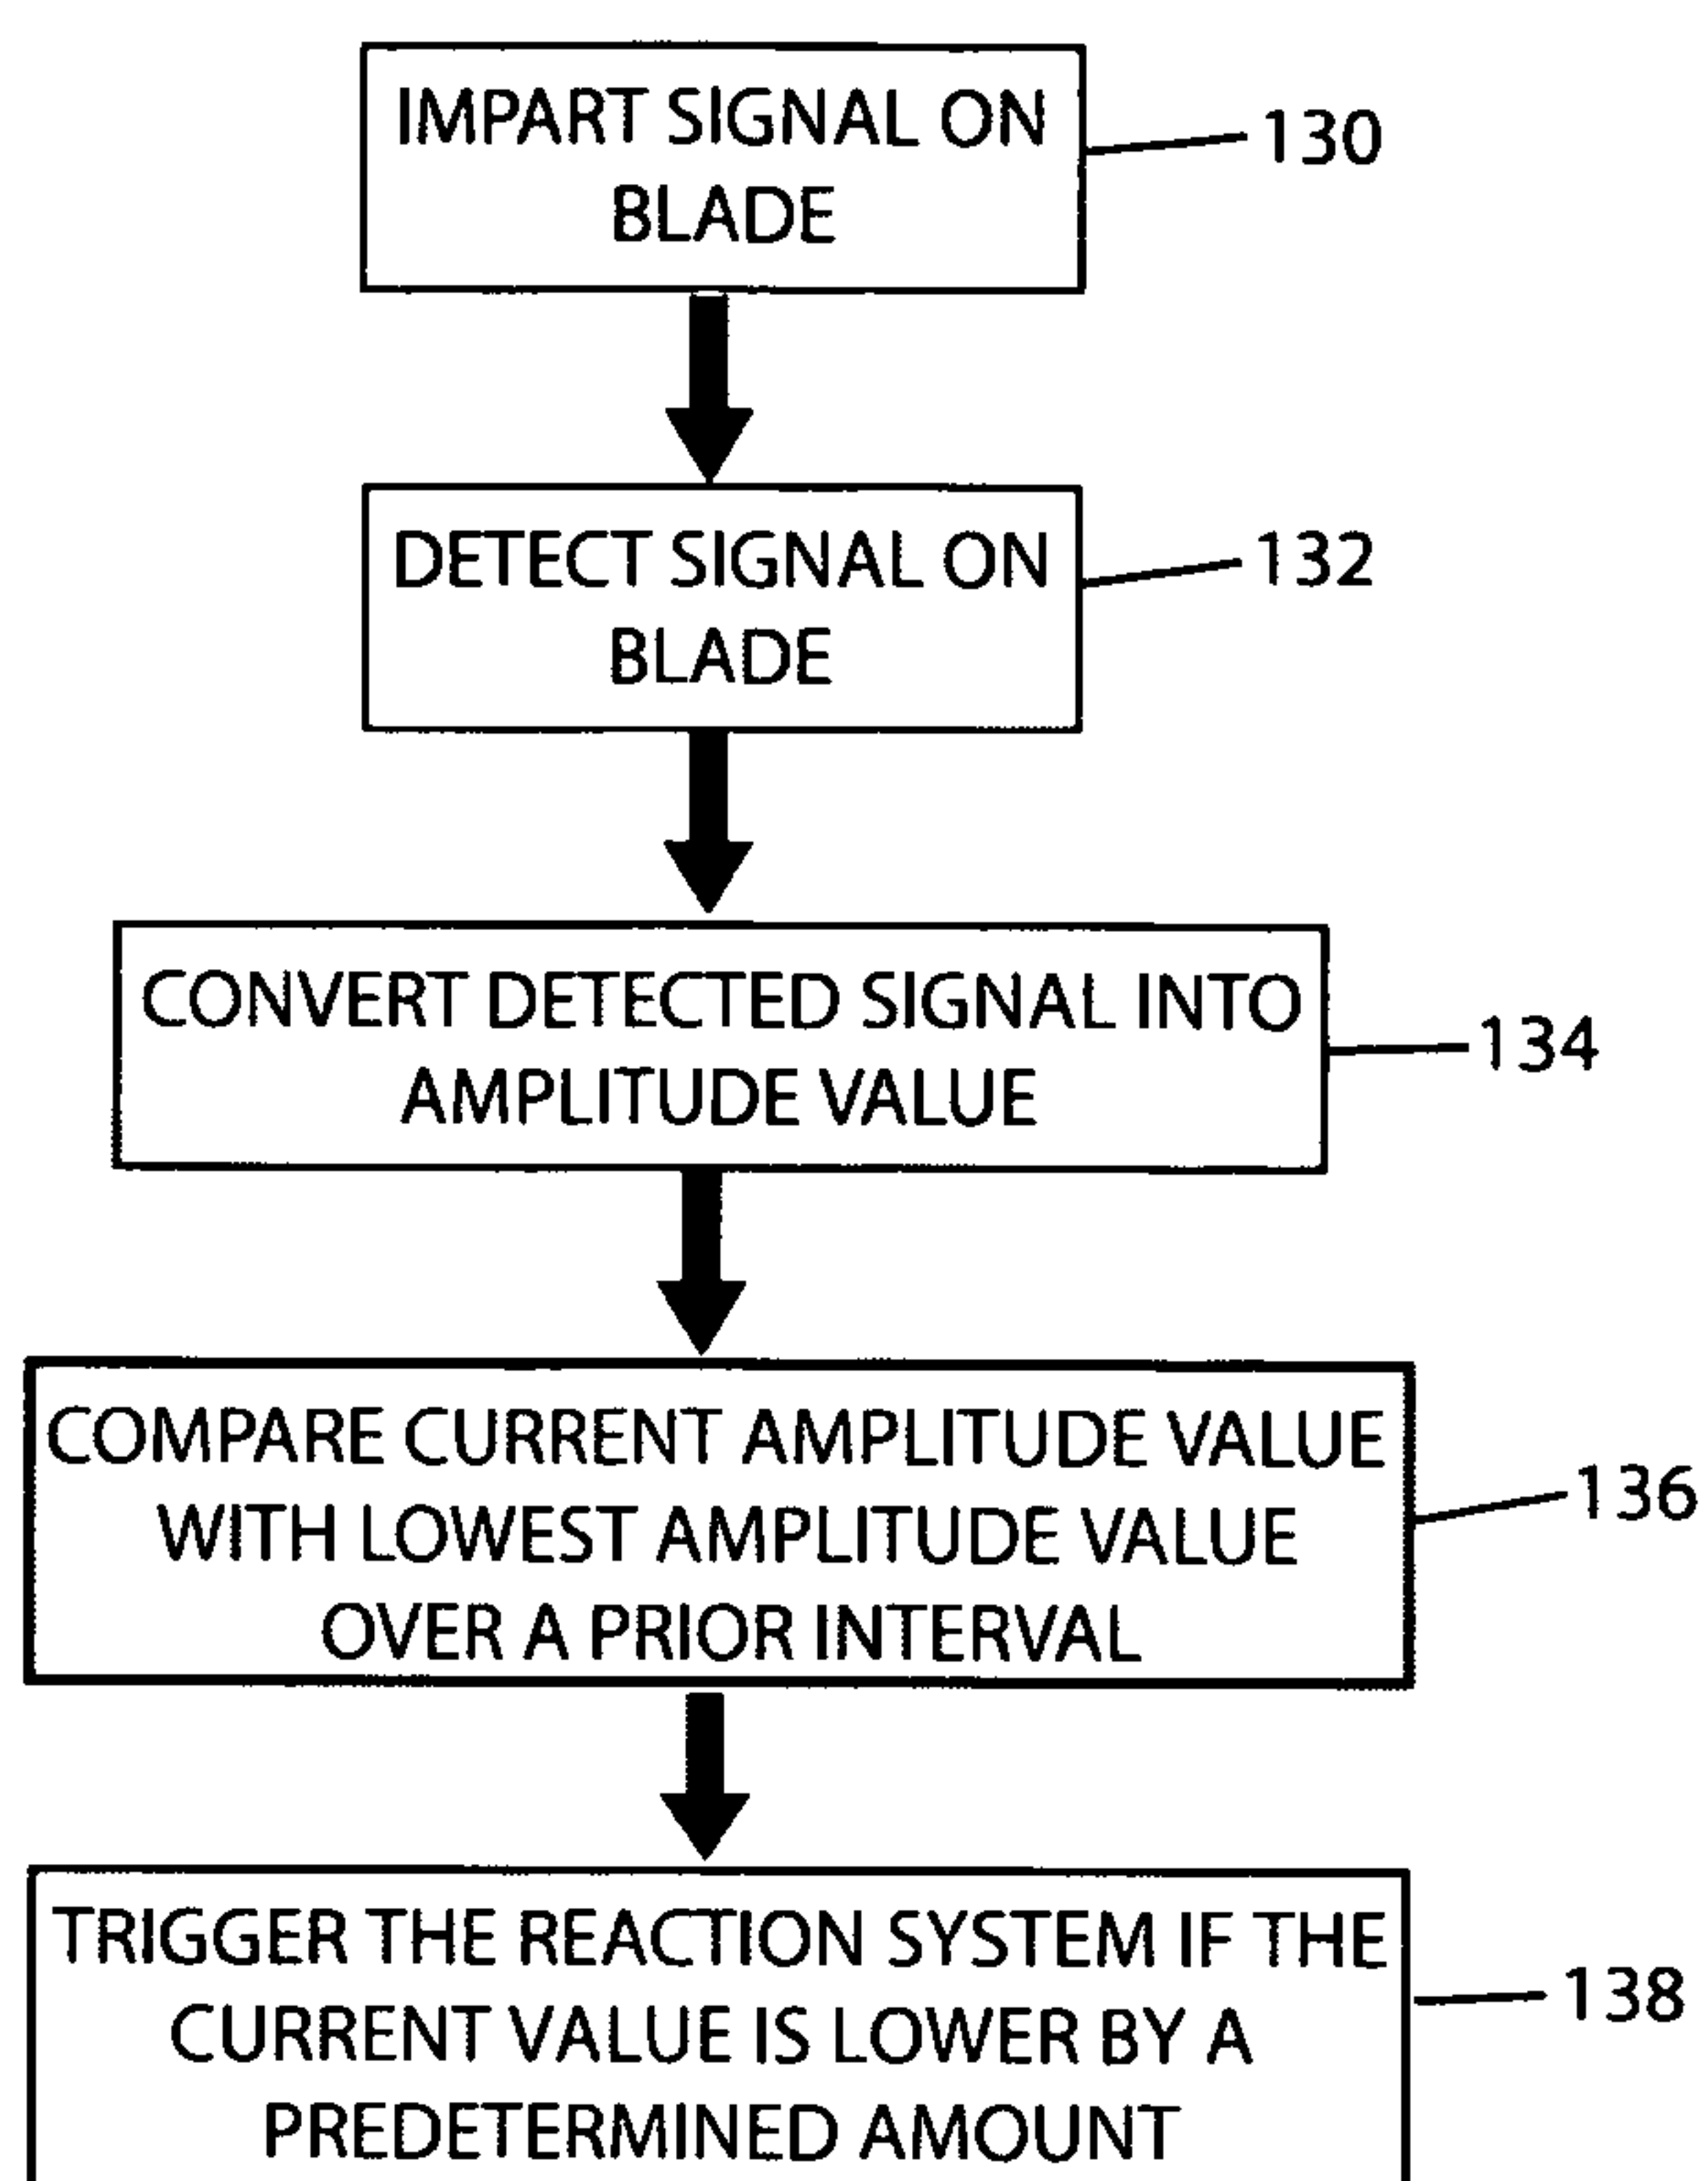 IMPART SIGNAL ON
BLADE
130
DETECT SIGNAL ON
BLADE
132
CONVERT DETECTED SIGNAL INTO
AMPLITUDE VALUE
134
COMPARE CURRENT AMPLITUDE VALUE
WITH LOWEST AMPLITUDE VALUE
OVER A PRIOR INTERVAL
136
TRIGGER THE REACTION SYSTEM IF THE
CURRENT VALUE IS LOWER BY A
PREDETERMINED AMOUNT
138